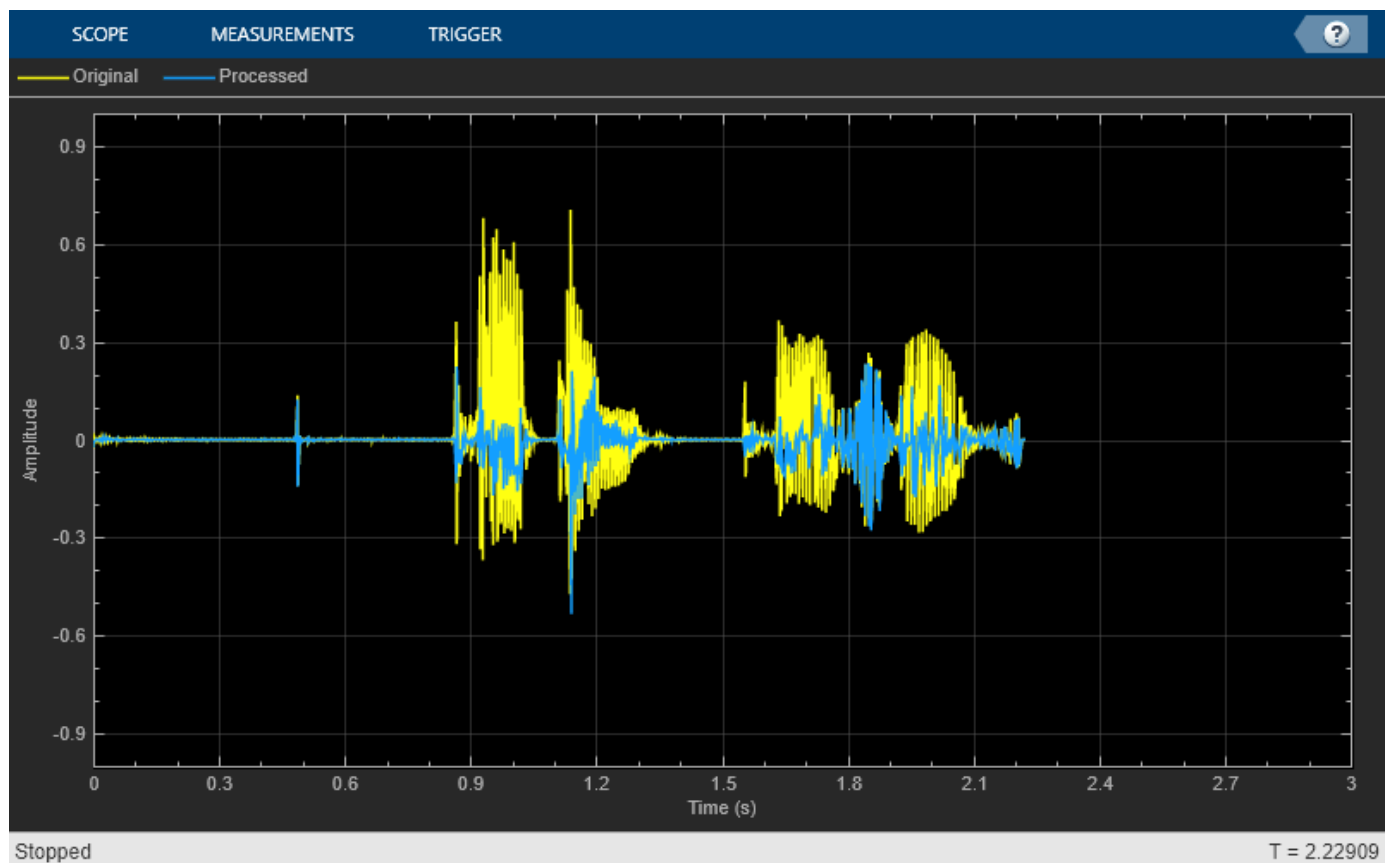 SCOPE MEASUREMENTS TRIGGER ?
Original Processed
0.9
0.6
0.3
0
-0.3
-0.6
-0.9
Amplitude
0 0.3 0.6 0.9 1.2 1.5 1.8 2.1 2.4 2.7 3
Time (s)
Stopped T = 2.22909